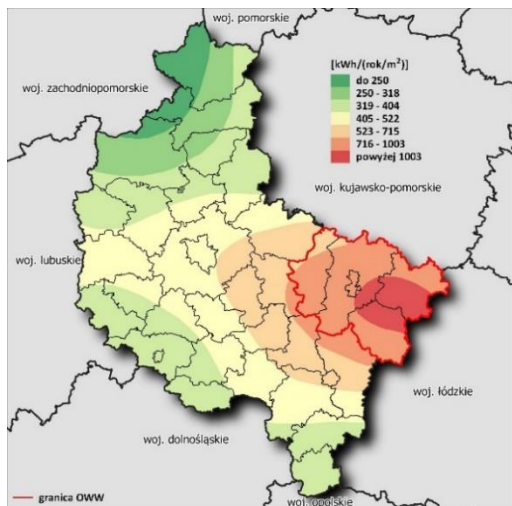 woj. pomorskie
woj. zachodniopomorskie
[kWh/(rok/m²)]
do 250
250 - 318
319 - 404
405 - 522
523 - 715
716 - 1003
powyżej 1003
woj. kujawsko-pomorskie
woj. lubuskie
woj. łódzkie
woj. dolnośląskie
granica OWW
woj. opolskie